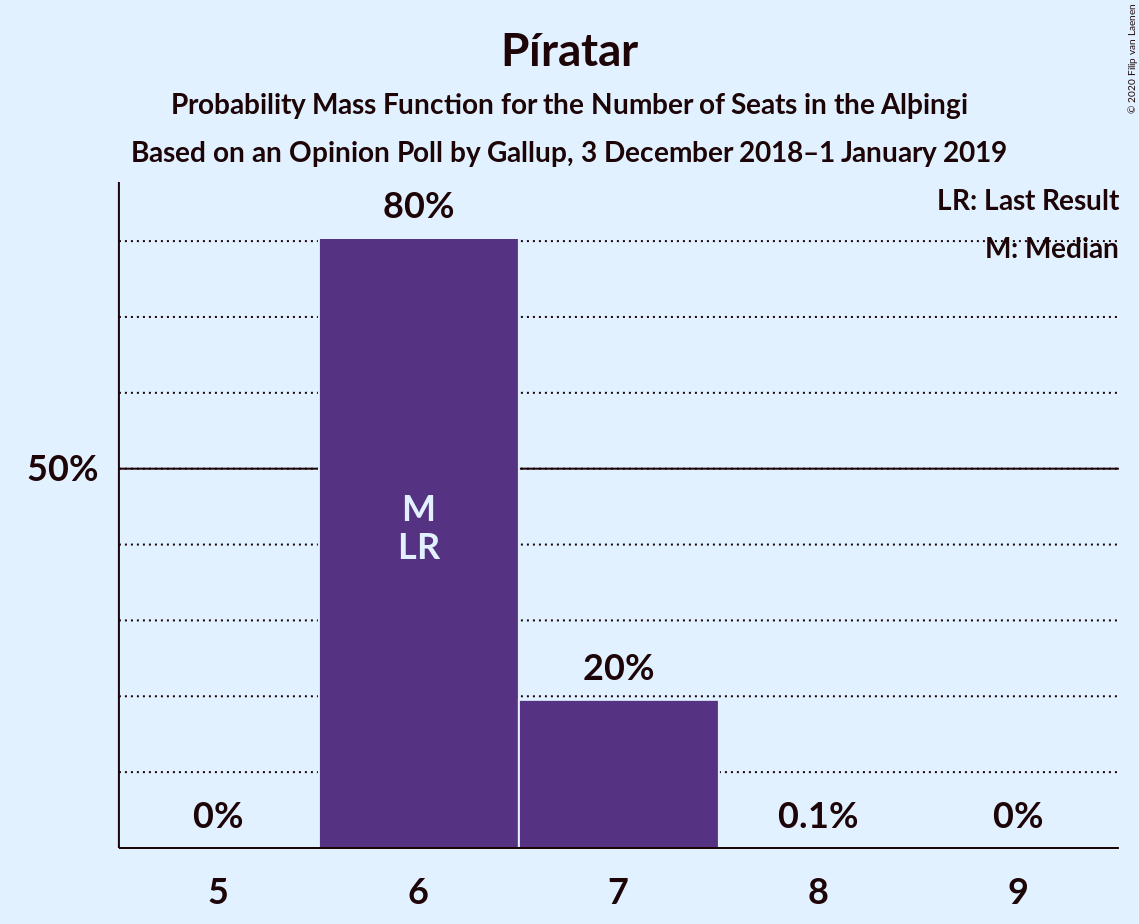 Píratar
Probability Mass Function for the Number of Seats in the Alþingi
Based on an Opinion Poll by Gallup, 3 December 2018–1 January 2019
© 2020 Filip van Laenen
LR: Last Result
M: Median
80%
50%
M
LR
20%
0%
0.1%
0%
5
6
7
8
9